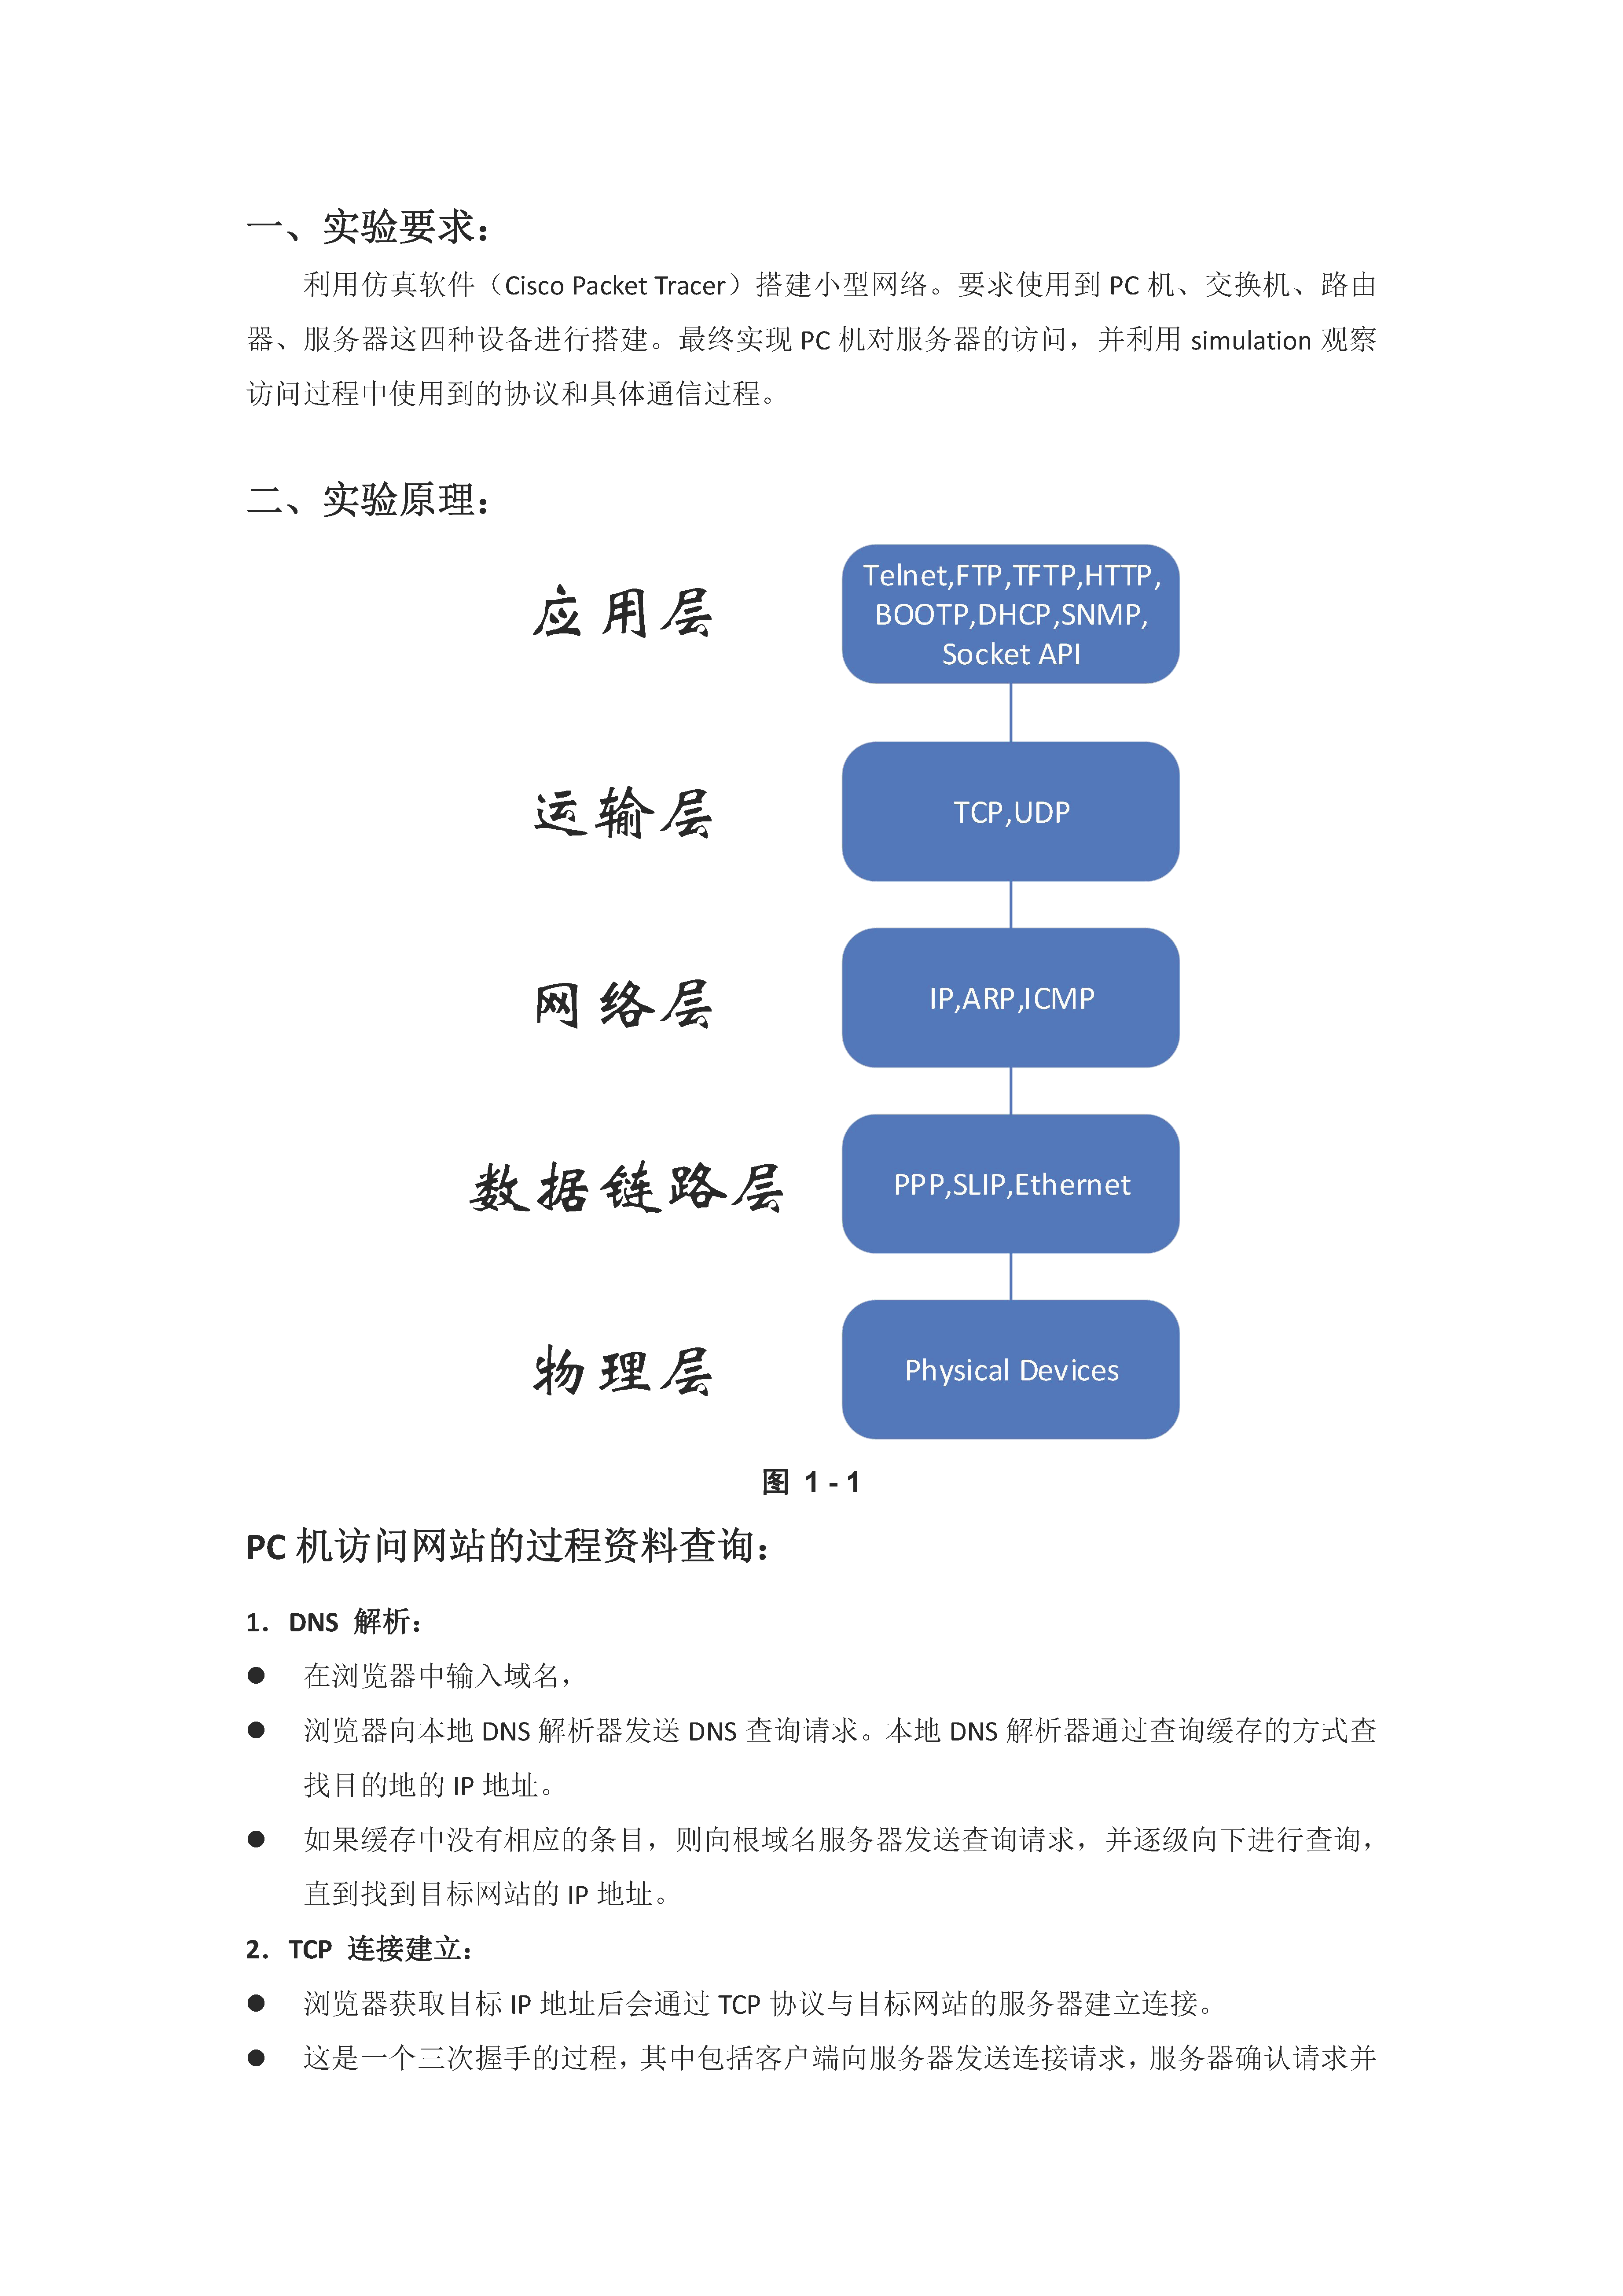 一、实验要求：
利用仿真软件（Cisco Packet Tracer）搭建小型网络。要求使用到 PC 机、交换机、路由
器、服务器这四种设备进行搭建。最终实现 PC 机对服务器的访问，并利用 simulation 观察
访问过程中使用到的协议和具体通信过程。
二、实验原理：
应用层
Telnet,FTP,TFTP,HTTP,
BOOTP,DHCP,SNMP,
Socket API
运输层
TCP,UDP
网络层
IP,ARP,ICMP
数据链路层
PPP,SLIP,Ethernet
物理层
Physical Devices
图 1 - 1
PC 机访问网站的过程资料查询：
1. DNS 解析：
● 在浏览器中输入域名，
● 浏览器向本地 DNS 解析器发送 DNS 查询请求。本地 DNS 解析器通过查询缓存的方式查
找目的地的 IP 地址。
● 如果缓存中没有相应的条目，则向根域名服务器发送查询请求，并逐级向下进行查询，
直到找到目标网站的 IP 地址。
2. TCP 连接建立：
● 浏览器获取目标 IP 地址后会通过 TCP 协议与目标网站的服务器建立连接。
● 这是一个三次握手的过程，其中包括客户端向服务器发送连接请求，服务器确认请求并